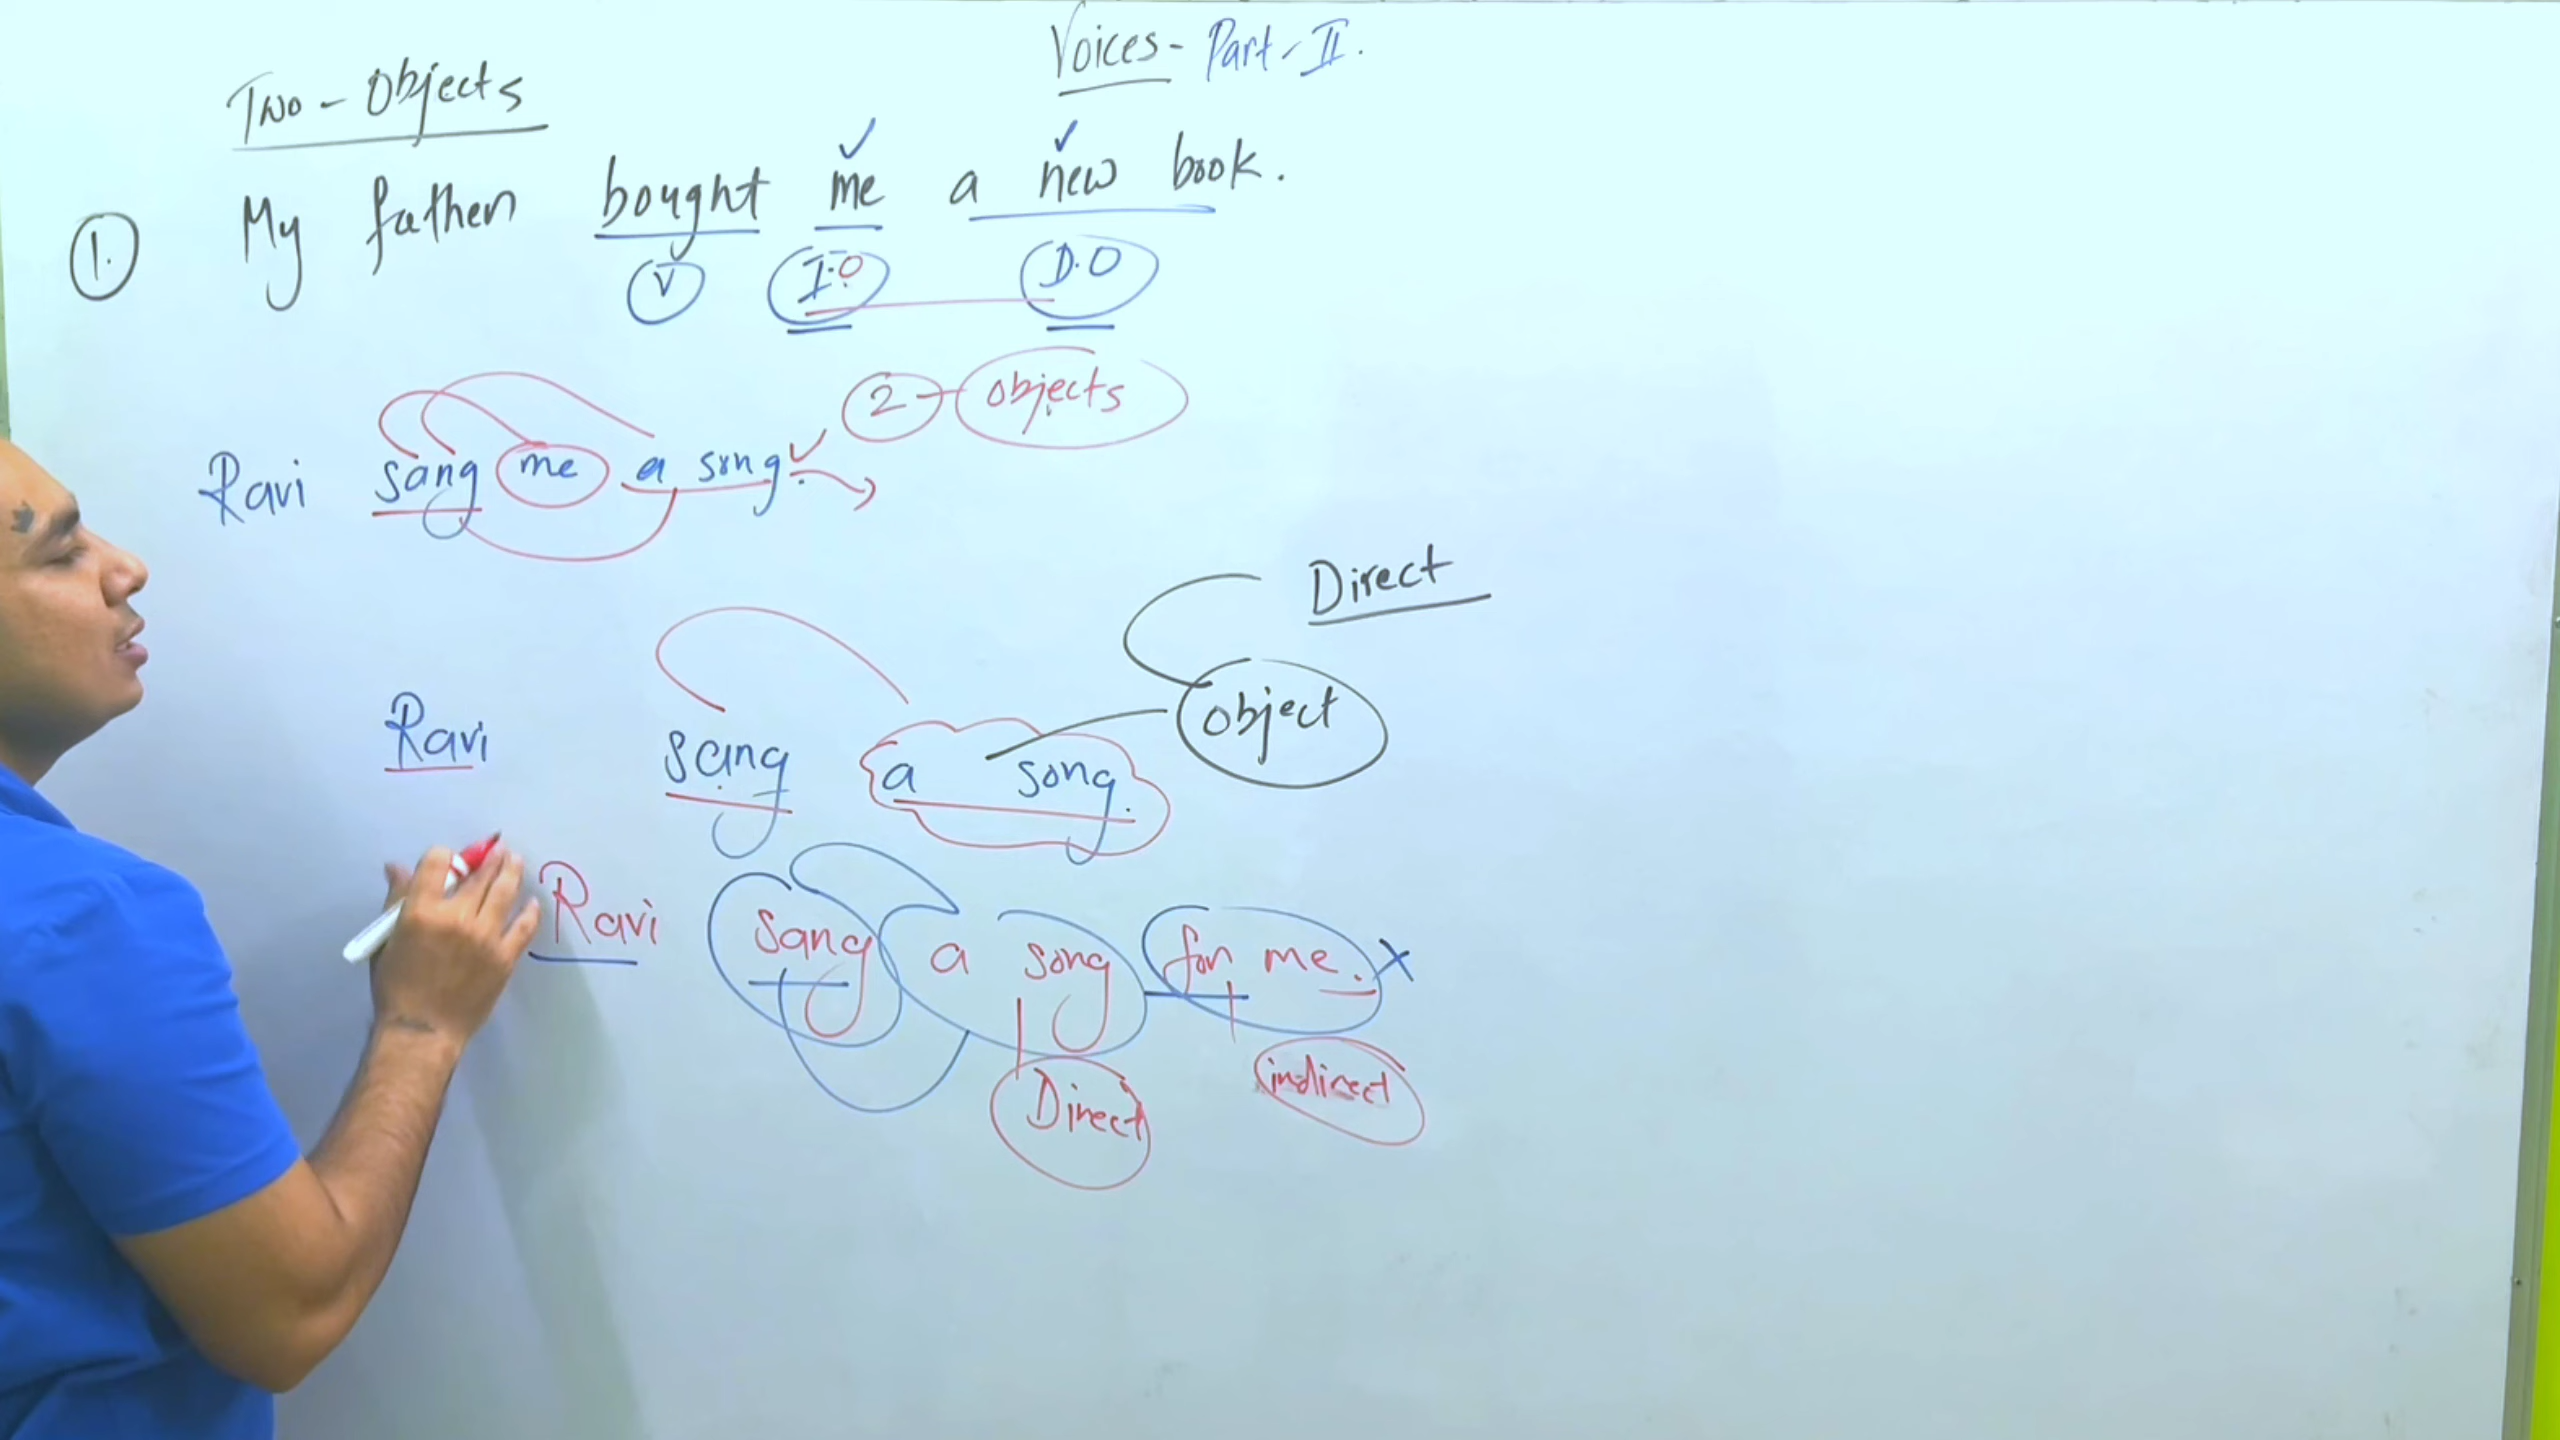 Voices - Part - II.
Two - Objects
1. My father bought me a new book.
V I.O D.O
2 - objects
Ravi sang me a song.
Direct
object
Ravi sang a song.
Ravi sang a song for me. x
Direct indirect